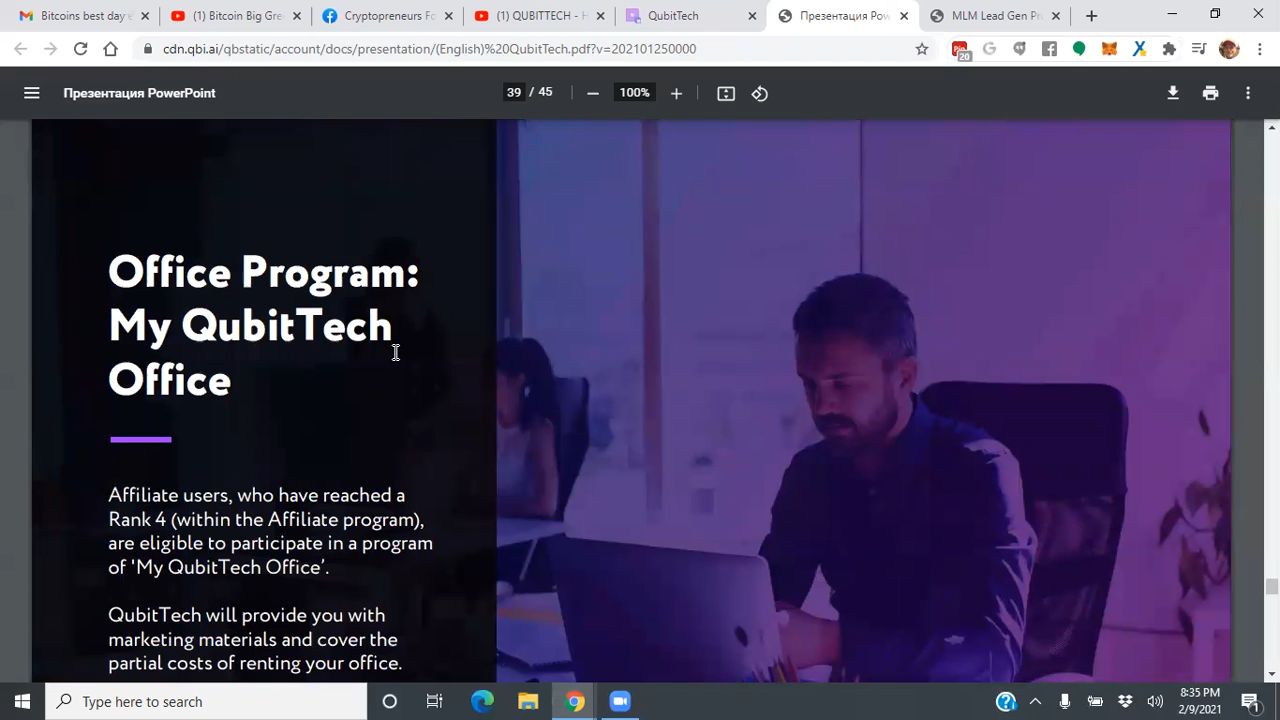 Bitcoins best day e
(1) Bitcoin Big Gre
Cryptopreneurs Fo
(1) QUBITTECH - H
QubitTech
Презентация Pow
MLM Lead Gen Pr
cdn.qbi.ai/qbstatic/account/docs/presentation/(English)%20QubitTech.pdf?v=202101250000
20
Презентация PowerPoint
39 / 45
100%
Office Program:
My QubitTech
Office
Affiliate users, who have reached a
Rank 4 (within the Affiliate program),
are eligible to participate in a program
of 'My QubitTech Office’.
QubitTech will provide you with
marketing materials and cover the
partial costs of renting your office.
Type here to search
8:35 PM
2/9/2021
1